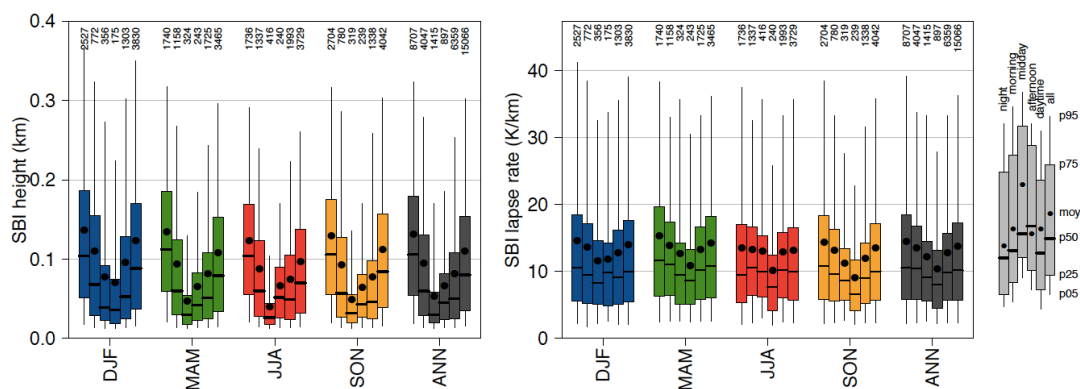 0.4
0.3
0.2
0.1
0.0
SBI height (km)
2527 772 356 175 1303 3830
1740 1158 324 243 1725 3465
1736 1337 416 240 1993 3729
2704 780 319 239 1338 4042
8707 4047 1415 897 6359 15066
DJF
MAM
JJA
SON
ANN
40
30
20
10
0
SBI lapse rate (K/km)
2527 772 356 175 1303 3830
1740 1158 324 243 1725 3465
1736 1337 416 240 1993 3729
2704 780 319 239 1338 4042
8707 4047 1415 897 6359 15066
DJF
MAM
JJA
SON
ANN
night
morning
midday
afternoon
daytime
all
p95
p75
moy
p50
p25
p05